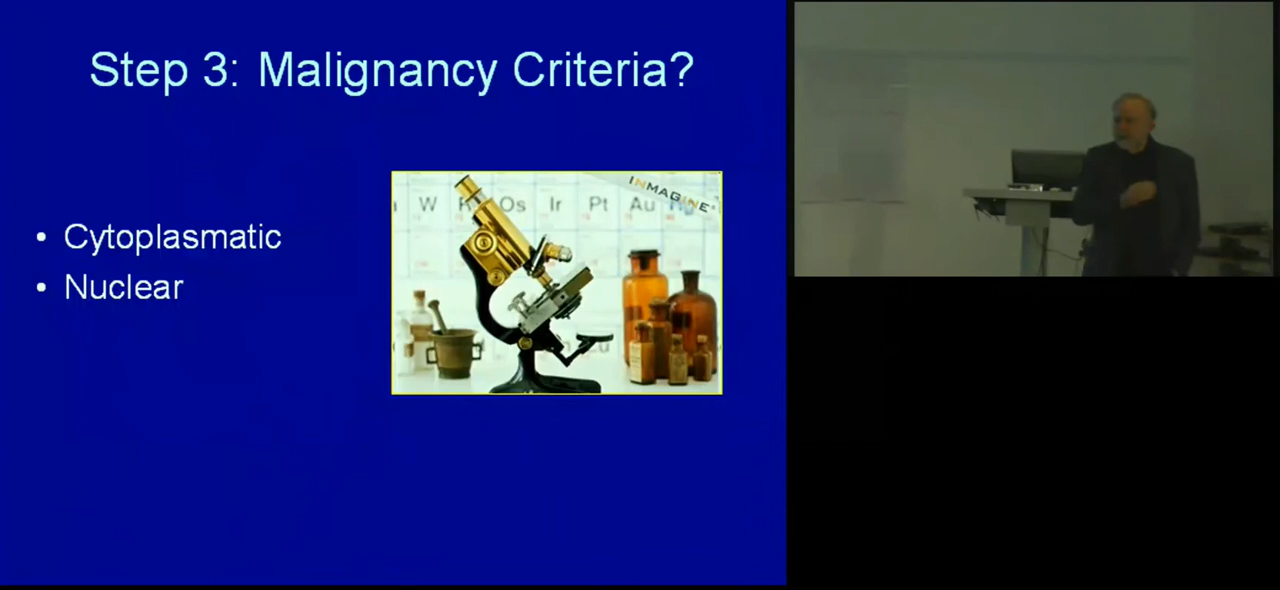 Step 3: Malignancy Criteria?
• Cytoplasmatic
• Nuclear
INMAGINE
W
Os Ir Pt Au